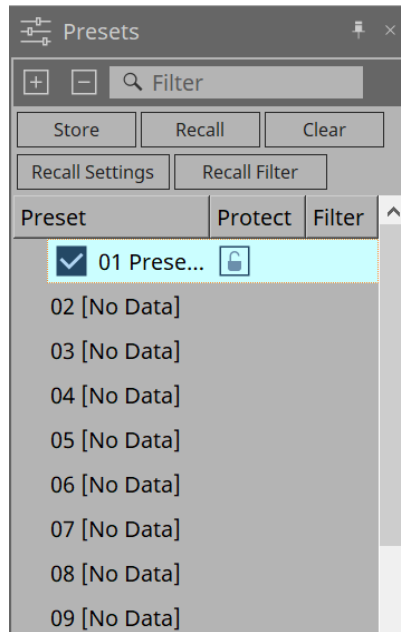 Presets
Filter
Store Recall Clear
Recall Settings Recall Filter
Preset Protect Filter
01 Prese...
02 [No Data]
03 [No Data]
04 [No Data]
05 [No Data]
06 [No Data]
07 [No Data]
08 [No Data]
09 [No Data]